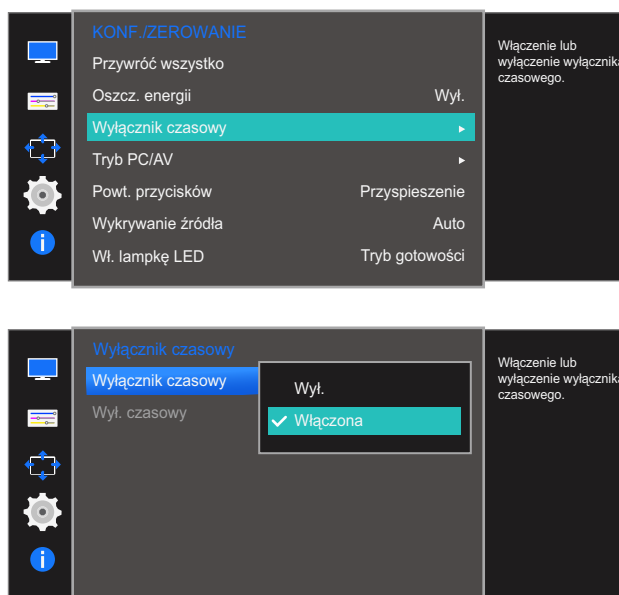 KONF./ZEROWANIE
Przywróć wszystko
Oszcz. energii Wył.
Wyłącznik czasowy
Tryb PC/AV
Powt. przycisków Przyspieszenie
Wykrywanie źródła Auto
Wł. lampkę LED Tryb gotowości
Włączenie lub
wyłączenie wyłącznika
czasowego.
Wyłącznik czasowy
Wyłącznik czasowy
Wył.
Wył. czasowy
Włączona
Włączenie lub
wyłączenie wyłącznika
czasowego.